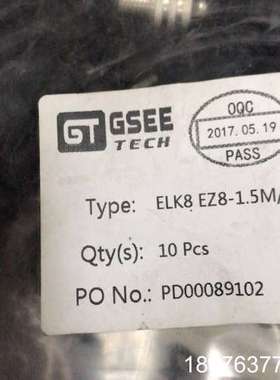 GT GSEE
TECH
OQC
2017.05.19
PASS
Type: ELK8 EZ8-1.5M/
Qty(s): 10 Pcs
PO No.: PD00089102